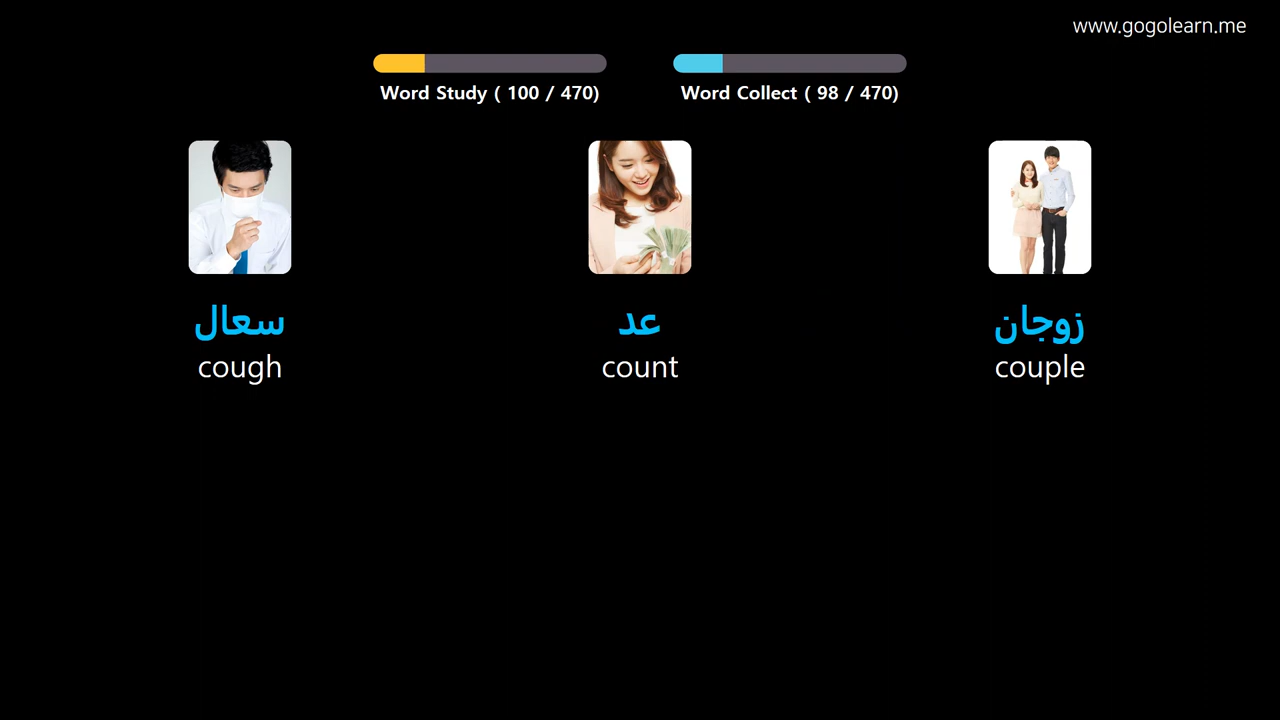 www.gogolearn.me
Word Study ( 100 / 470)
Word Collect ( 98 / 470)
سعال
cough
عد
count
زوجان
couple